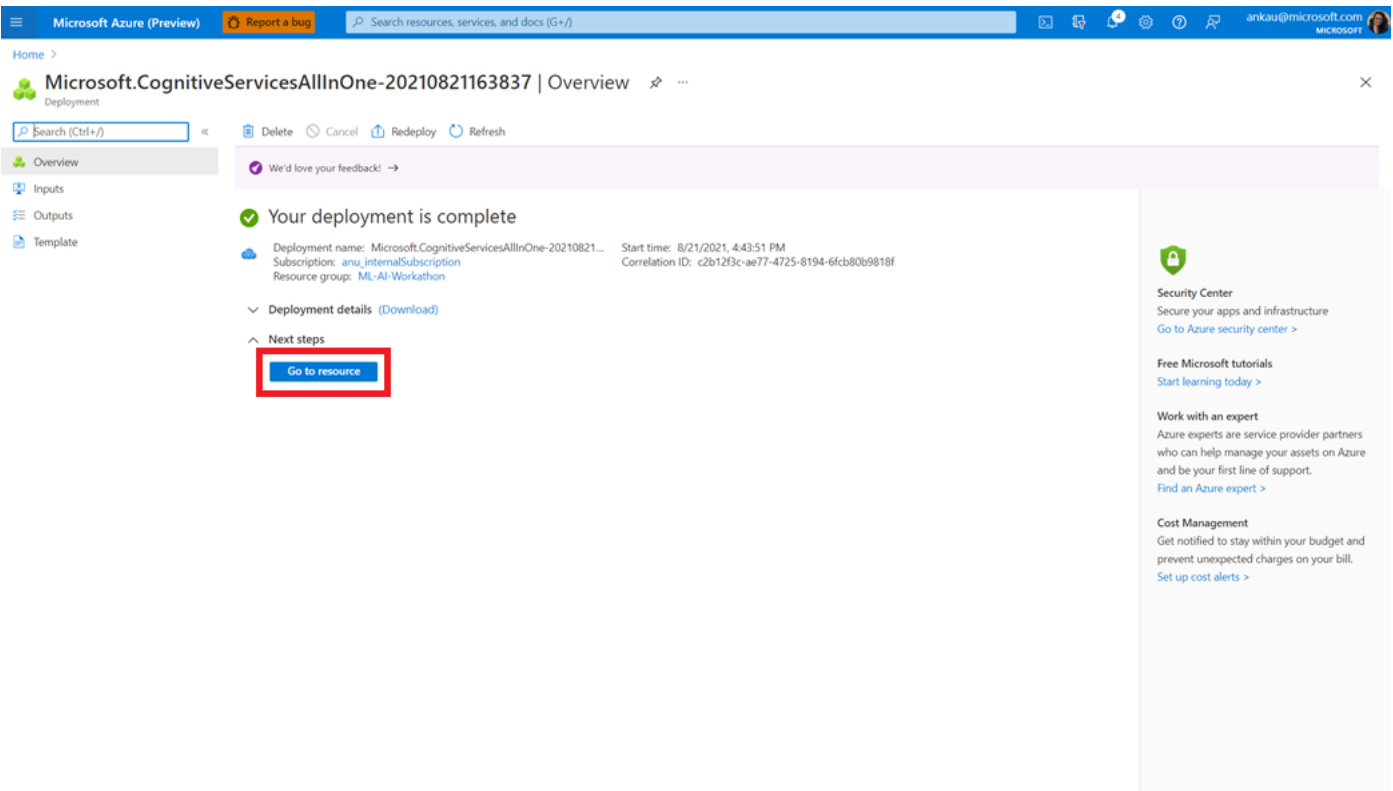 Microsoft Azure (Preview)
Report a bug
Search resources, services, and docs (G+/)
4
ankau@microsoft.com
MICROSOFT
Home >
Microsoft.CognitiveServicesAllInOne-20210821163837 | Overview
Deployment
Search (Ctrl+/)
Delete
Cancel
Redeploy
Refresh
Overview
Inputs
Outputs
Template
We'd love your feedback! →
Your deployment is complete
Deployment name: Microsoft.CognitiveServicesAllInOne-20210821...
Subscription: anu_internalSubscription
Resource group: ML-AI-Workathon
Start time: 8/21/2021, 4:43:51 PM
Correlation ID: c2b12f3c-ae77-4725-8194-6fcb80b9818f
Deployment details (Download)
Next steps
Go to resource
Security Center
Secure your apps and infrastructure
Go to Azure security center >
Free Microsoft tutorials
Start learning today >
Work with an expert
Azure experts are service provider partners
who can help manage your assets on Azure
and be your first line of support.
Find an Azure expert >
Cost Management
Get notified to stay within your budget and
prevent unexpected charges on your bill.
Set up cost alerts >